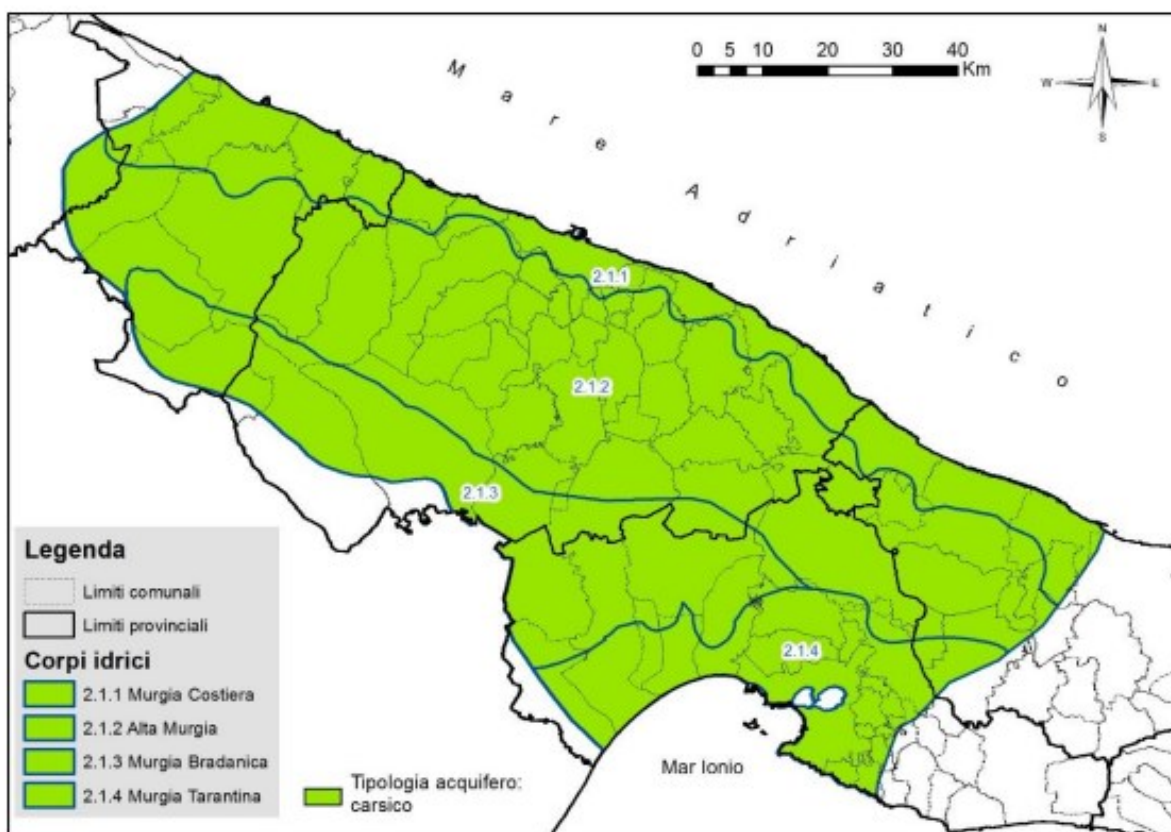 0 5 10 20 30 40
Km
N
W E
S
Mare Adriatico
2.1.1
2.1.2
2.1.3
2.1.4
Mar Ionio
Legenda
Limiti comunali
Limiti provinciali
Corpi idrici
2.1.1 Murgia Costiera
2.1.2 Alta Murgia
2.1.3 Murgia Bradanica
2.1.4 Murgia Tarantina
Tipologia acquifero:
carsico